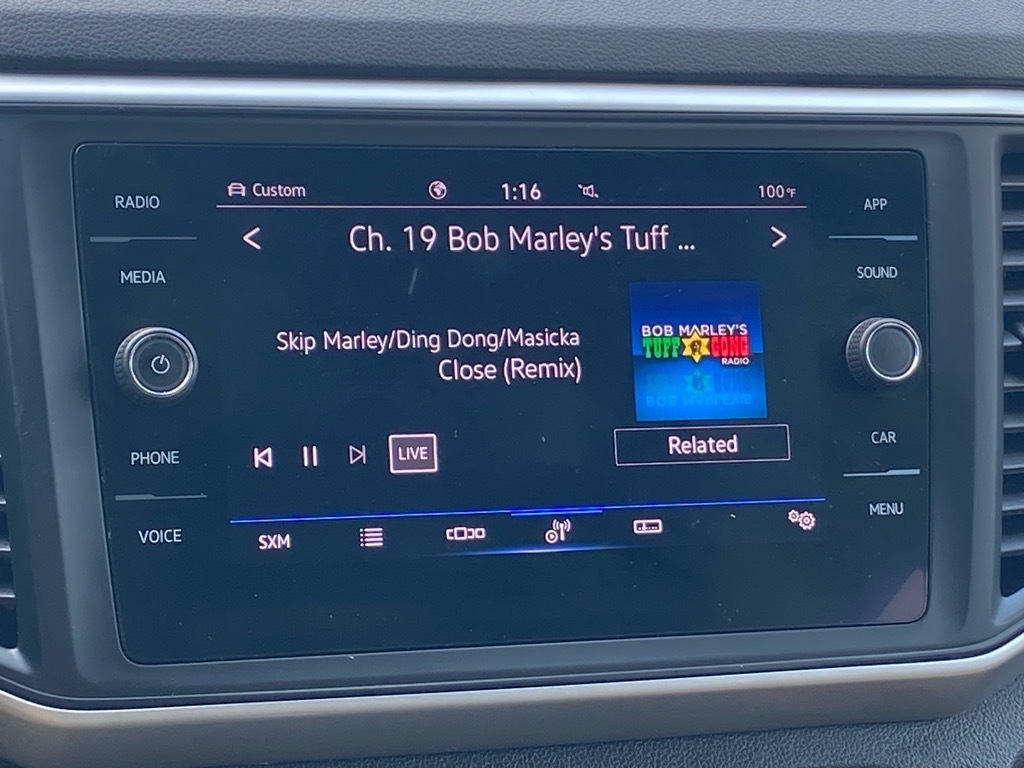 RADIO
MEDIA
PHONE
VOICE
Custom
1:16
100°F
< Ch. 19 Bob Marley's Tuff ... >
Skip Marley/Ding Dong/Masicka
Close (Remix)
BOB MARLEY'S
TUFF GONG
RADIO
LIVE
Related
SXM
APP
SOUND
CAR
MENU